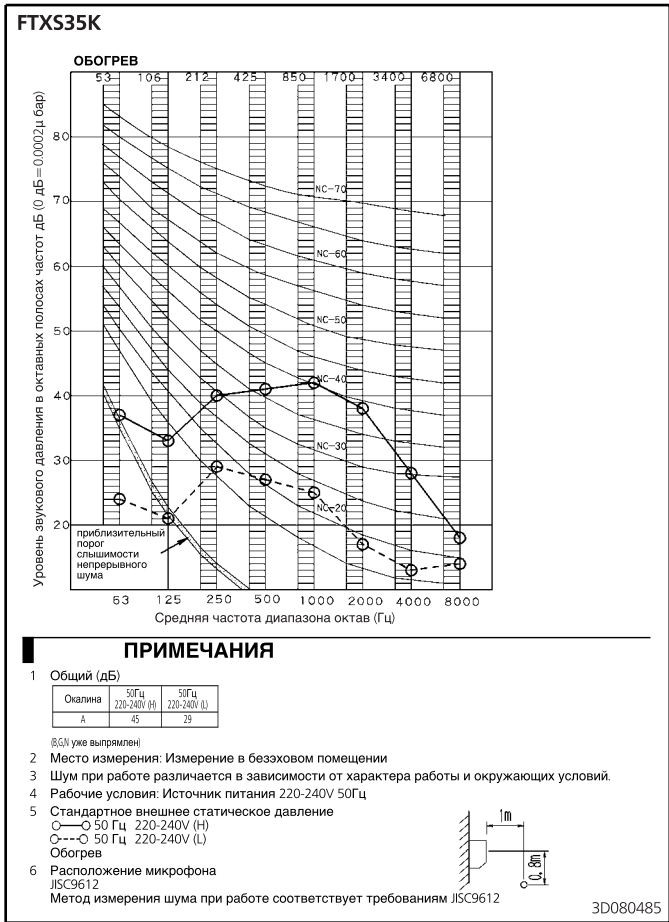 FTXS35K
ОБОГРЕВ
53 106 212 425 850 1700 3400 6800
Уровень звукового давления в октавных полосах частот дБ (0 дБ = 0.0002µ бар)
80
70
60
50
40
30
20
NC-70
NC-60
NC-50
NC-40
NC-30
NC-20
приблизительный
порог
слышимости
непрерывного
шума
63 125 250 500 1000 2000 4000 8000
Средняя частота диапазона октав (Гц)
ПРИМЕЧАНИЯ
1 Общий (дБ)
Окалина 50Гц 220-240V (H) 50Гц 220-240V (L)
A 45 29
(B,G,N уже выпрямлен)
2 Место измерения: Измерение в безэховом помещении
3 Шум при работе различается в зависимости от характера работы и окружающих условий.
4 Рабочие условия: Источник питания 220-240V 50Гц
5 Стандартное внешнее статическое давление
50 Гц 220-240V (H)
50 Гц 220-240V (L)
Обогрев
6 Расположение микрофона
JISC9612
Метод измерения шума при работе соответствует требованиям JISC9612
1m
0.8m
3D080485